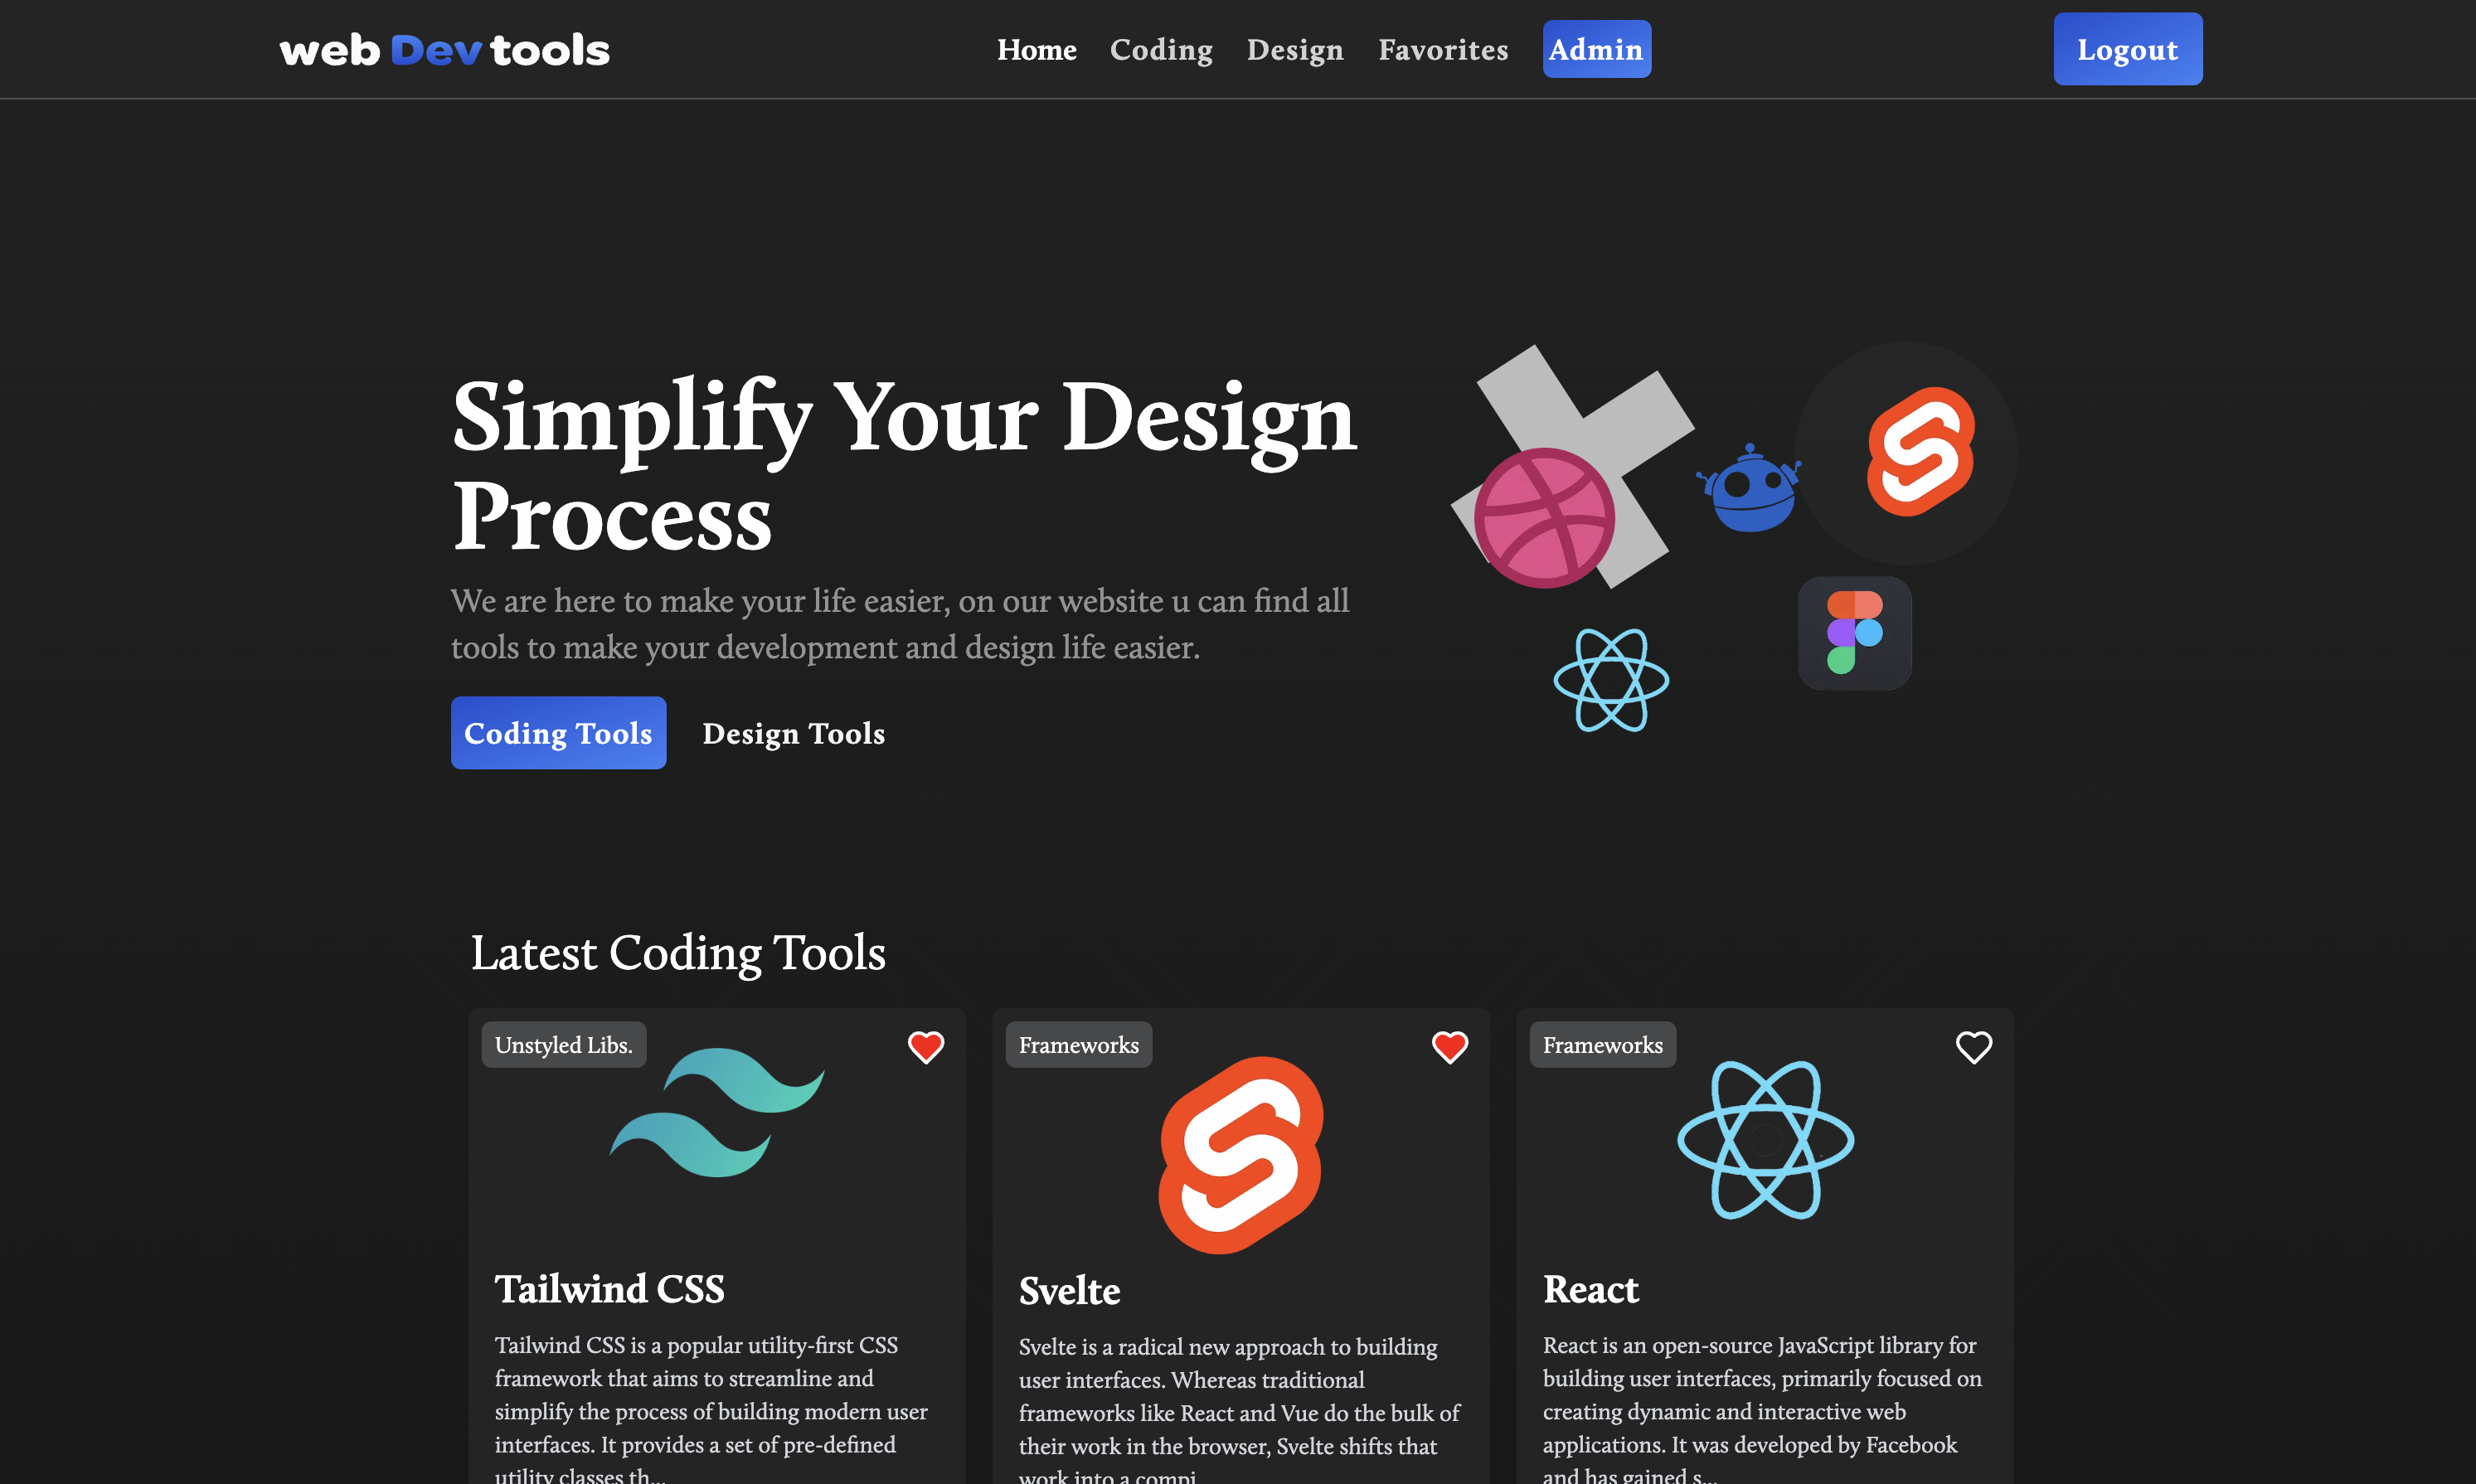 web Dev tools
Home Coding Design Favorites Admin
Logout
Simplify Your Design
Process
We are here to make your life easier, on our website u can find all
tools to make your development and design life easier.
Coding Tools
Design Tools
Latest Coding Tools
Unstyled Libs.
Tailwind CSS
Tailwind CSS is a popular utility-first CSS
framework that aims to streamline and
simplify the process of building modern user
interfaces. It provides a set of pre-defined
utility classes th...
Frameworks
Svelte
Svelte is a radical new approach to building
user interfaces. Whereas traditional
frameworks like React and Vue do the bulk of
their work in the browser, Svelte shifts that
work into a compi...
Frameworks
React
React is an open-source JavaScript library for
building user interfaces, primarily focused on
creating dynamic and interactive web
applications. It was developed by Facebook
and has gained s...